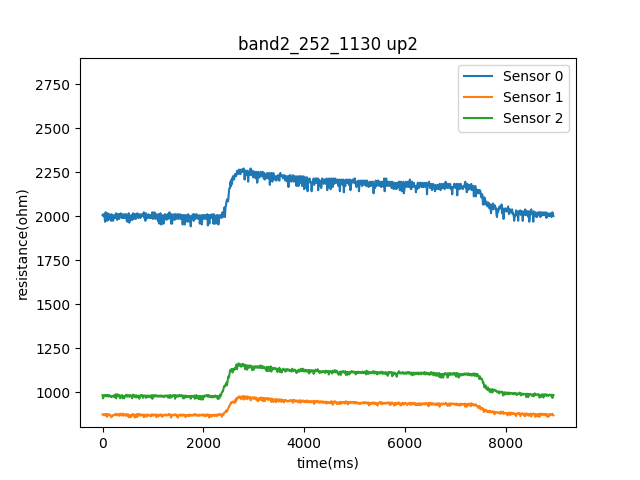 band2_252_1130 up2
Sensor 0
Sensor 1
Sensor 2
resistance(ohm)
2750
2500
2250
2000
1750
1500
1250
1000
0 2000 4000 6000 8000
time(ms)